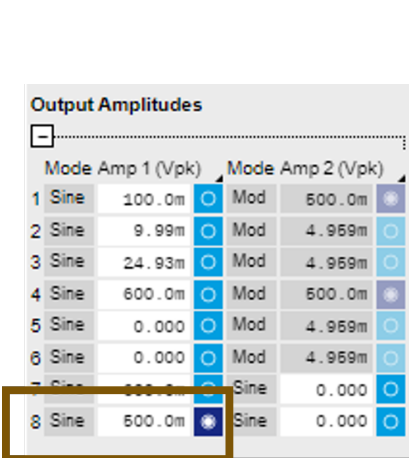 Output Amplitudes
Mode Amp 1 (Vpk) Mode Amp 2 (Vpk)
1 Sine 100.0m Mod 500.0m
2 Sine 9.99m Mod 4.959m
3 Sine 24.93m Mod 4.959m
4 Sine 600.0m Mod 500.0m
5 Sine 0.000 Mod 4.959m
6 Sine 0.000 Mod 4.959m
Sine 0.000
8 Sine 500.0m Sine 0.000